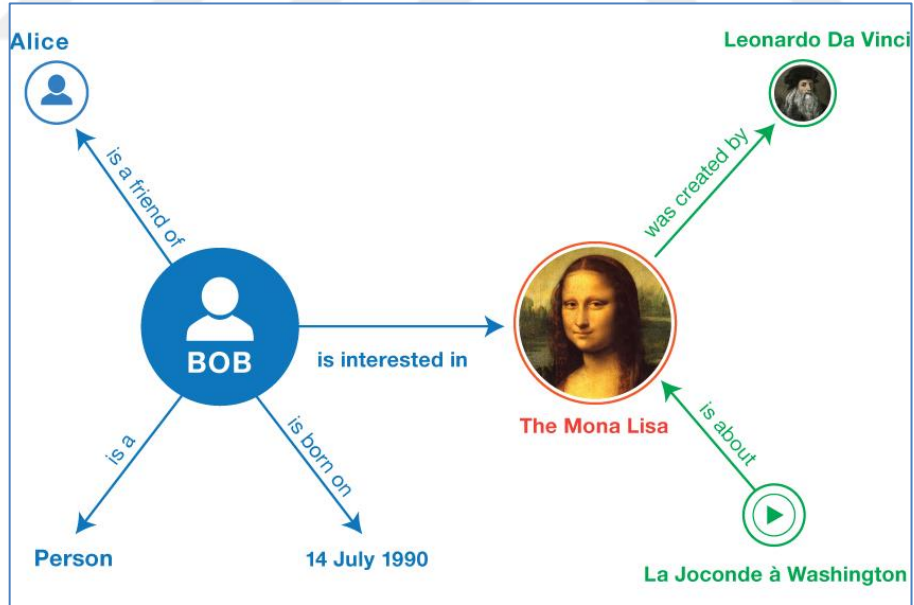 Alice
Leonardo Da Vinci
is a friend of
was created by
BOB
is interested in
The Mona Lisa
is a
is born on
is about
Person
14 July 1990
La Joconde à Washington